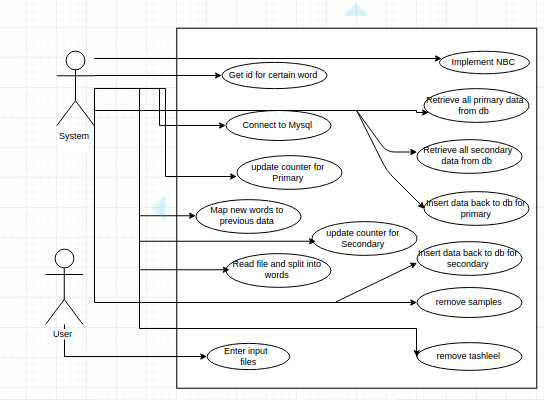 Implement NBC
Get id for certain word
Retrieve all primary data
from db
System
Connect to Mysql
Retrieve all secondary
data from db
update counter for
Primary
Insert data back to db for
primary
Map new words to
previous data
update counter for
Secondary
Insert data back to db for
secondary
Read file and split into
words
remove samples
User
Enter input
files
remove tashleel